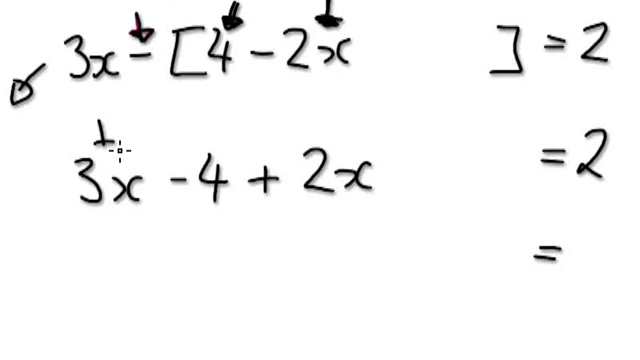 3x - [4 - 2x ] = 2
3x - 4 + 2x = 2
=